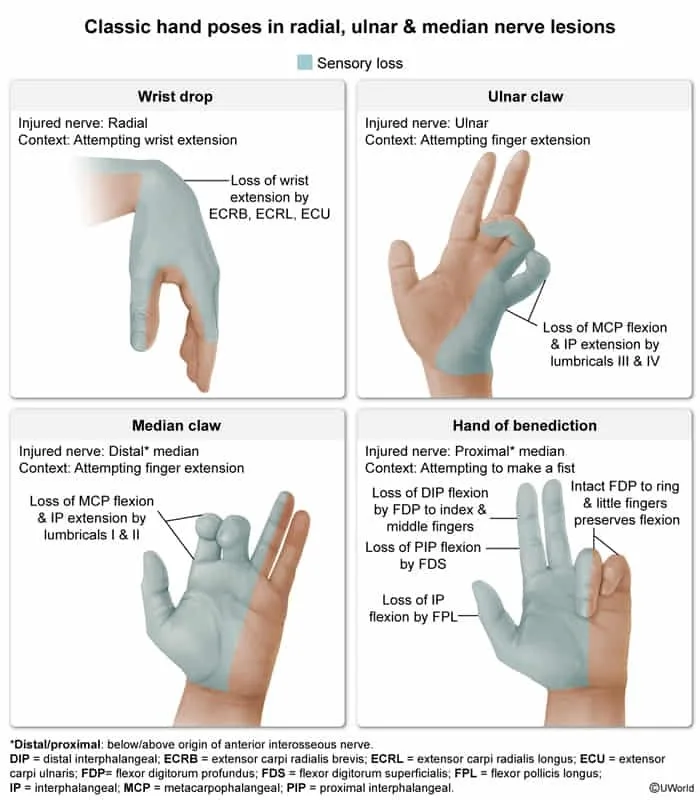 Classic hand poses in radial, ulnar & median nerve lesions
Sensory loss
Wrist drop
Injured nerve: Radial
Context: Attempting wrist extension
Loss of wrist
extension by
ECRB, ECRL, ECU
Ulnar claw
Injured nerve: Ulnar
Context: Attempting finger extension
Loss of MCP flexion
& IP extension by
lumbricals III & IV
Median claw
Injured nerve: Distal* median
Context: Attempting finger extension
Loss of MCP flexion
& IP extension by
lumbricals I & II
Hand of benediction
Injured nerve: Proximal* median
Context: Attempting to make a fist
Loss of DIP flexion
by FDP to index &
middle fingers
Intact FDP to ring
& little fingers
preserves flexion
Loss of PIP flexion
by FDS
Loss of IP
flexion by FPL
*Distal/proximal: below/above origin of anterior interosseous nerve.
DIP = distal interphalangeal; ECRB = extensor carpi radialis brevis; ECRL = extensor carpi radialis longus; ECU = extensor
carpi ulnaris; FDP= flexor digitorum profundus; FDS = flexor digitorum superficialis; FPL = flexor pollicis longus;
IP = interphalangeal; MCP = metacarpophalangeal; PIP = proximal interphalangeal.
©UWorld